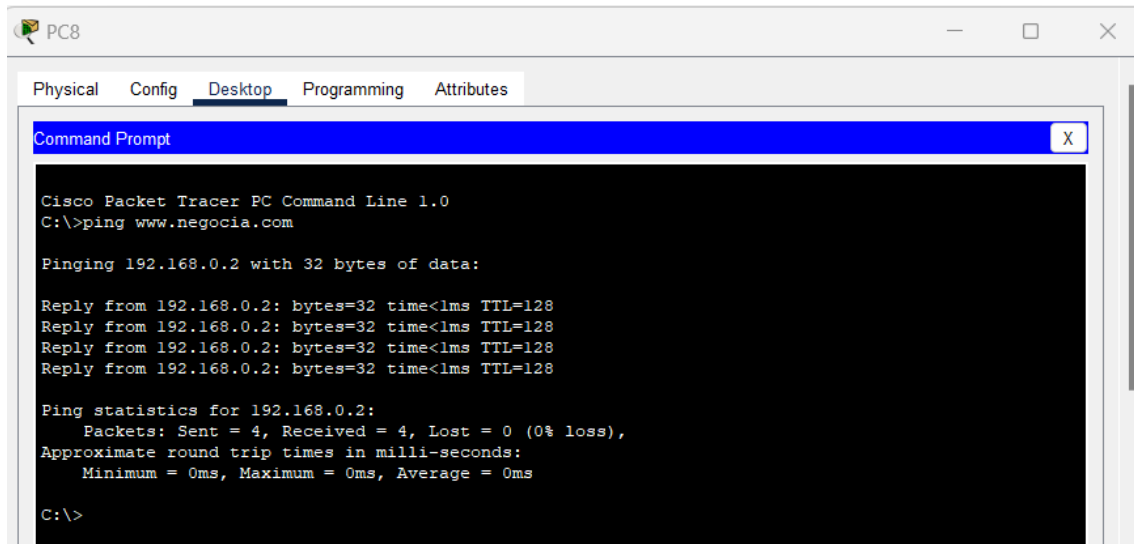 PC8
Physical Config Desktop Programming Attributes
Command Prompt
X
Cisco Packet Tracer PC Command Line 1.0
C:\>ping www.negocia.com
Pinging 192.168.0.2 with 32 bytes of data:
Reply from 192.168.0.2: bytes=32 time<1ms TTL=128
Reply from 192.168.0.2: bytes=32 time<1ms TTL=128
Reply from 192.168.0.2: bytes=32 time<1ms TTL=128
Reply from 192.168.0.2: bytes=32 time<1ms TTL=128
Ping statistics for 192.168.0.2:
Packets: Sent = 4, Received = 4, Lost = 0 (0% loss),
Approximate round trip times in milli-seconds:
Minimum = 0ms, Maximum = 0ms, Average = 0ms
C:\>